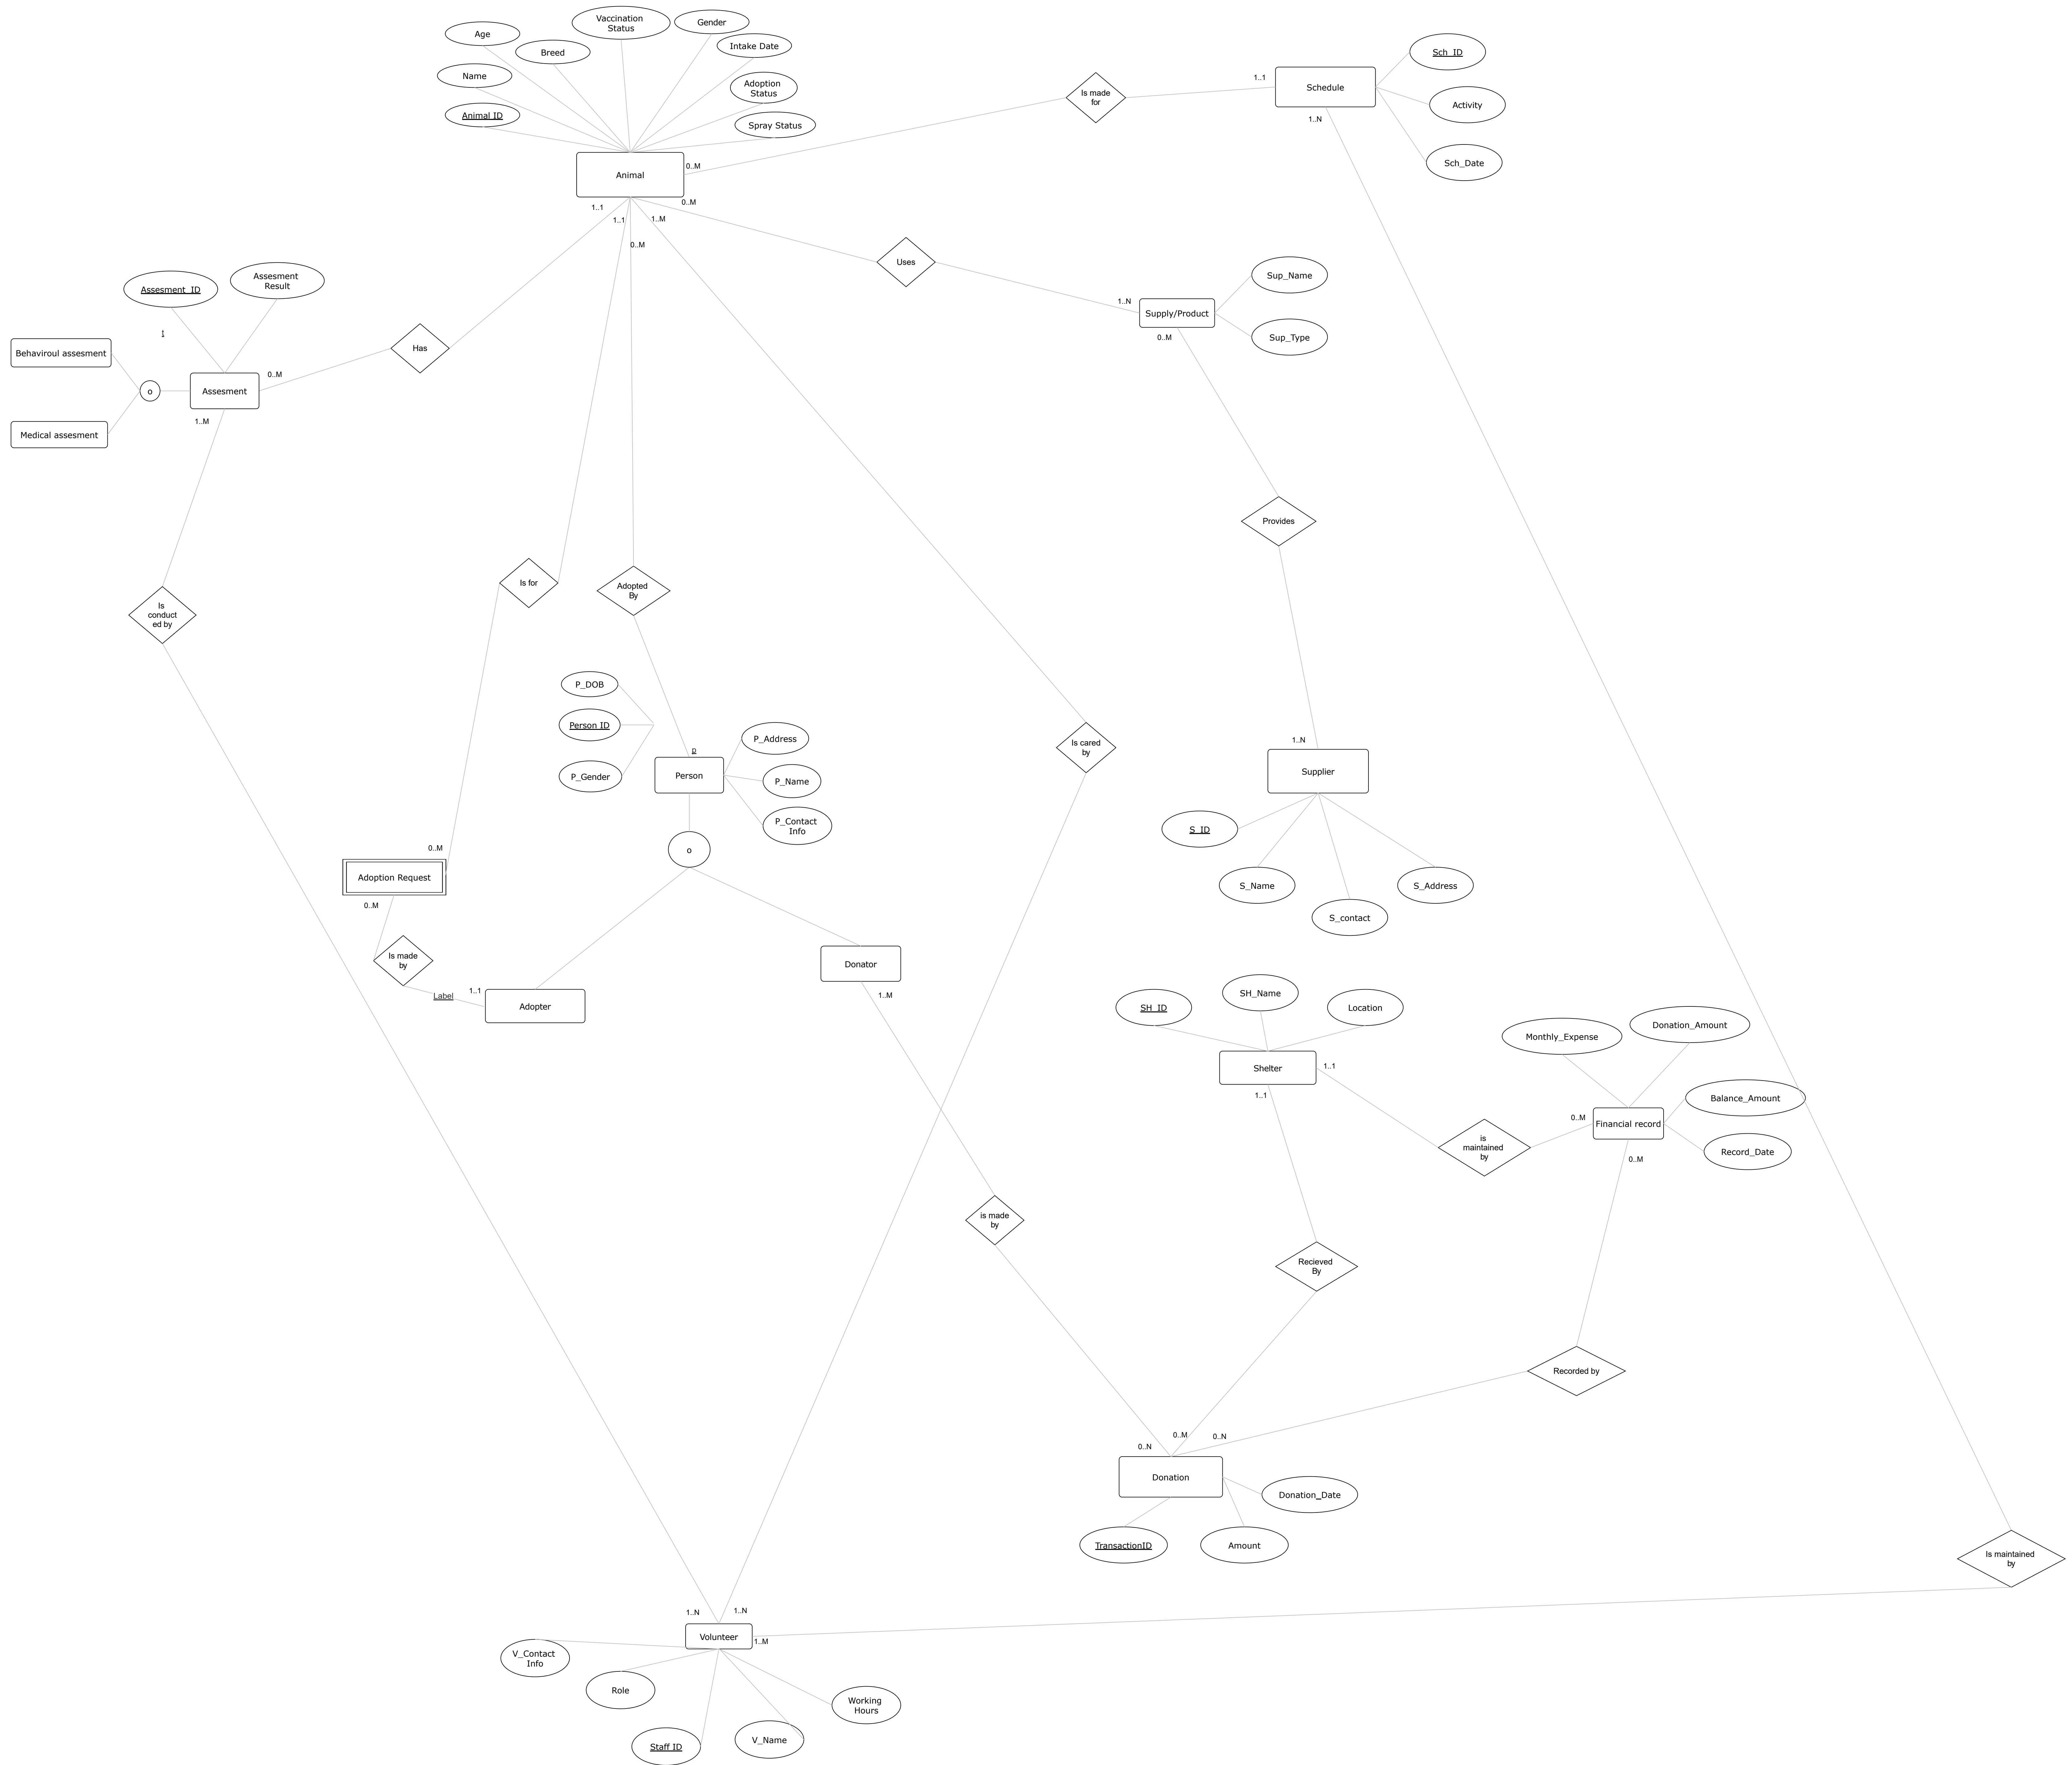 Vaccination
Status
Gender
Age
Intake Date
Breed
Sch_ID
Name
Adoption
Status
Is made
for
1..1
Schedule
Activity
Animal ID
Spray Status
1..N
Sch_Date
0..M
Animal
0..M
1..1
1..1
1..M
0..M
Uses
Assesment_ID
Assesment
Result
Sup_Name
1..N
Supply/Product
Sup_Type
0..M
Behaviroul assesment
Has
0..M
o
Assesment
1..M
Medical assesment
Provides
Is for
Adopted
By
Is
conduct
ed by
P_DOB
Person ID
P_Address
Is cared
by
1..N
P_Gender
Person
P_Name
Supplier
P_Contact
Info
S_ID
0..M
o
Adoption Request
S_Name
S_Address
0..M
S_contact
Is made
by
Donator
Label
1..1
1..M
Adopter
SH_ID
SH_Name
Location
Monthly_Expense
Donation_Amount
Shelter
1..1
1..1
Balance_Amount
0..M
Financial record
is
maintained
by
Record_Date
0..M
is made
by
Recieved
By
Recorded by
0..M
0..N
0..N
Donation
Donation_Date
TransactionID
Amount
Is maintained
by
1..N
1..N
Volunteer
1..M
V_Contact
Info
Role
Working
Hours
Staff ID
V_Name